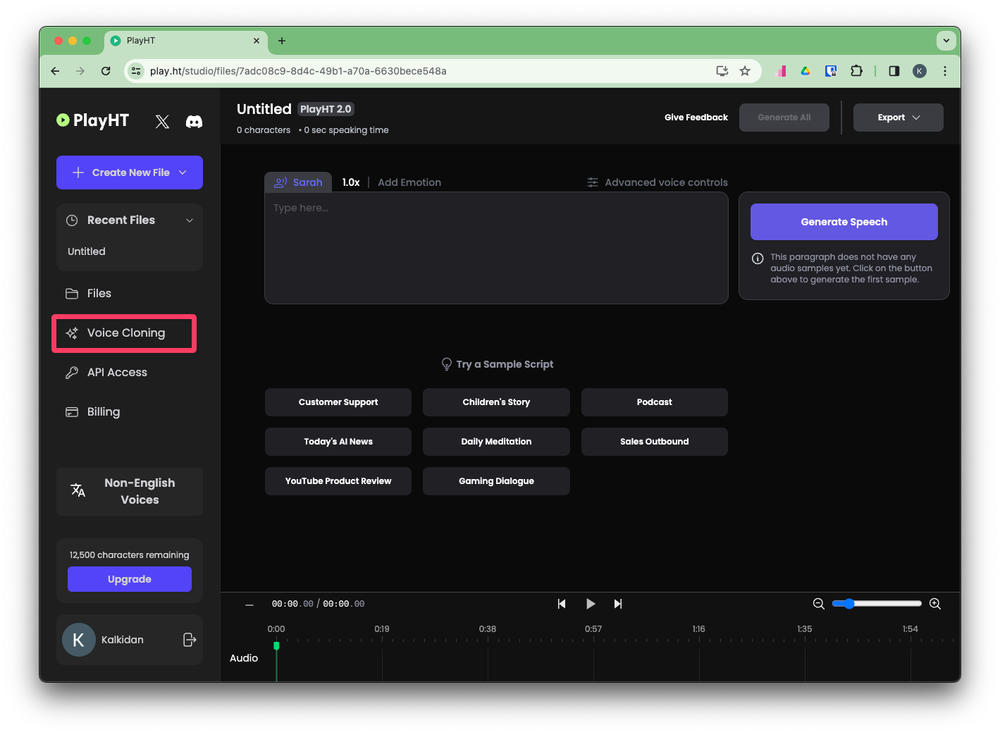 PlayHT
play.ht/studio/files/7adc08c9-8d4c-49b1-a70a-6630bece548a
K
PlayHT
Create New File
Recent Files
Untitled
Files
Voice Cloning
API Access
Billing
Non-English
Voices
12,500 characters remaining
Upgrade
K Kalkidan
Untitled PlayHT 2.0
0 characters • 0 sec speaking time
Give Feedback
Generate All
Export
Sarah 1.0x | Add Emotion
Advanced voice controls
Type here...
Generate Speech
This paragraph does not have any
audio samples yet. Click on the button
above to generate the first sample.
Try a Sample Script
Customer Support
Children's Story
Podcast
Today's AI News
Daily Meditation
Sales Outbound
YouTube Product Review
Gaming Dialogue
00:00.00 / 00:00.00
0:00 0:19 0:38 0:57 1:16 1:35 1:54
Audio